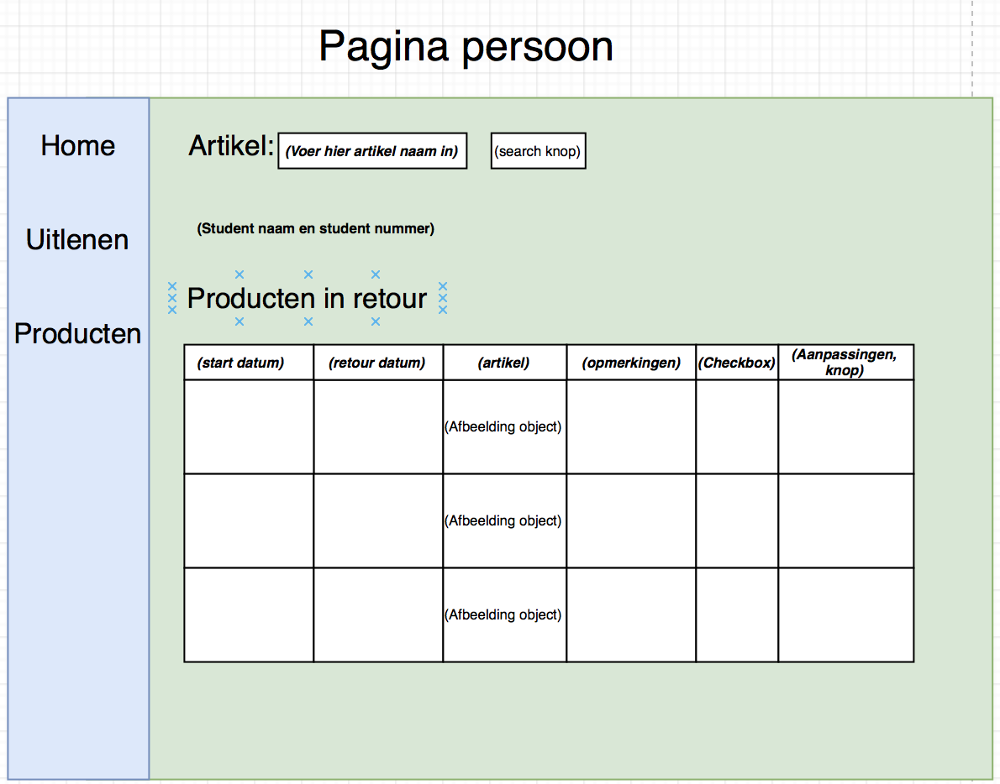 Pagina persoon
Home
Uitlenen
Producten
Artikel: (Voer hier artikel naam in) (search knop)
(Student naam en student nummer)
Producten in retour
(start datum) (retour datum) (artikel) (opmerkingen) (Checkbox) (Aanpassingen,
knop)
(Afbeelding object)
(Afbeelding object)
(Afbeelding object)